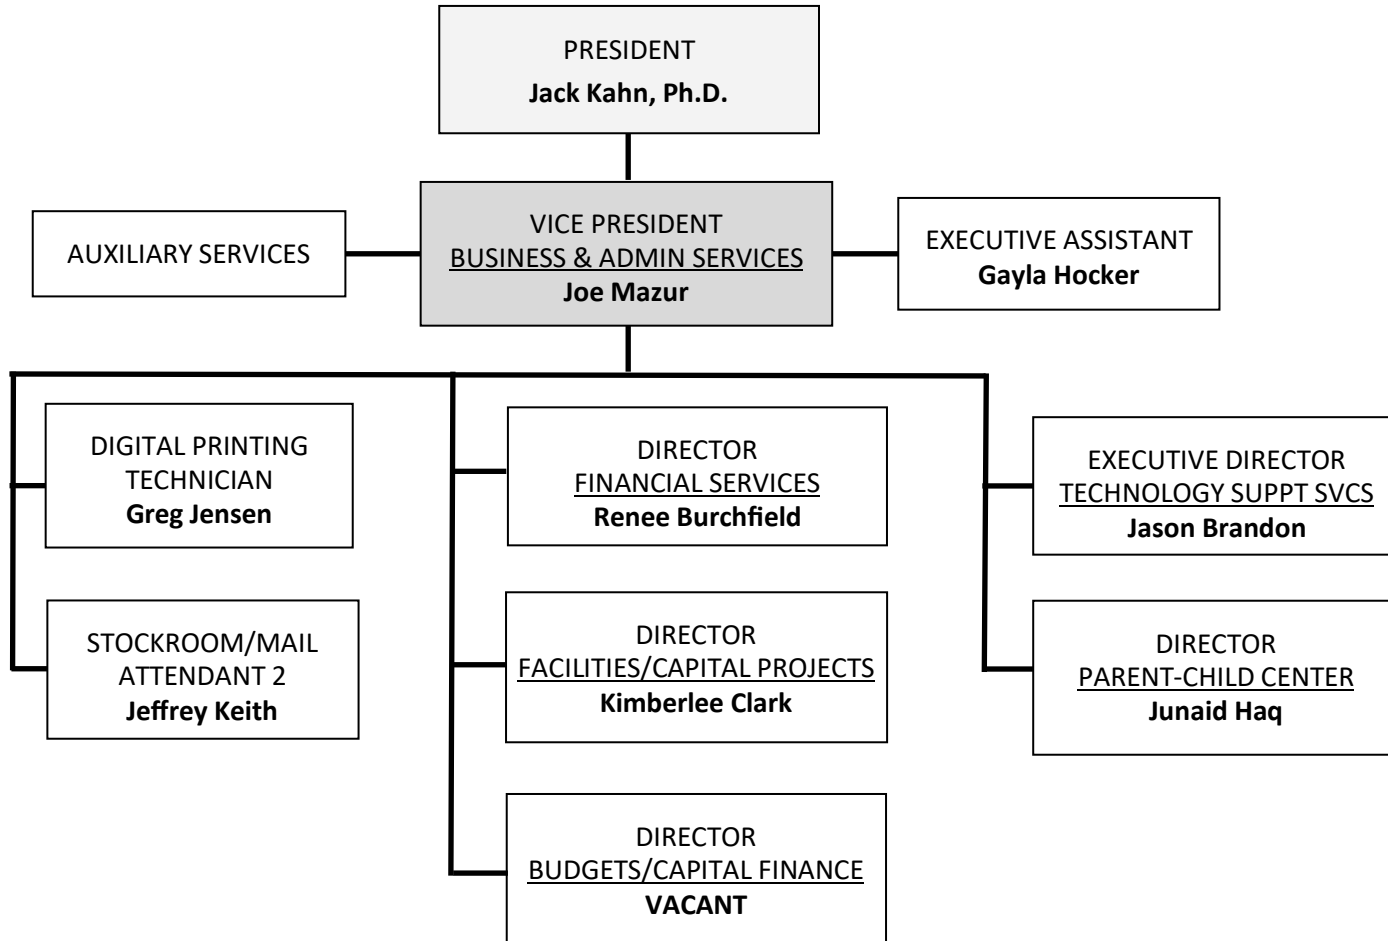 PRESIDENT
Jack Kahn, Ph.D.
AUXILIARY SERVICES
VICE PRESIDENT
BUSINESS & ADMIN SERVICES
Joe Mazur
EXECUTIVE ASSISTANT
Gayla Hocker
DIGITAL PRINTING
TECHNICIAN
Greg Jensen
STOCKROOM/MAIL
ATTENDANT 2
Jeffrey Keith
DIRECTOR
FINANCIAL SERVICES
Renee Burchfield
DIRECTOR
FACILITIES/CAPITAL PROJECTS
Kimberlee Clark
DIRECTOR
BUDGETS/CAPITAL FINANCE
VACANT
EXECUTIVE DIRECTOR
TECHNOLOGY SUPPT SVCS
Jason Brandon
DIRECTOR
PARENT-CHILD CENTER
Junaid Haq